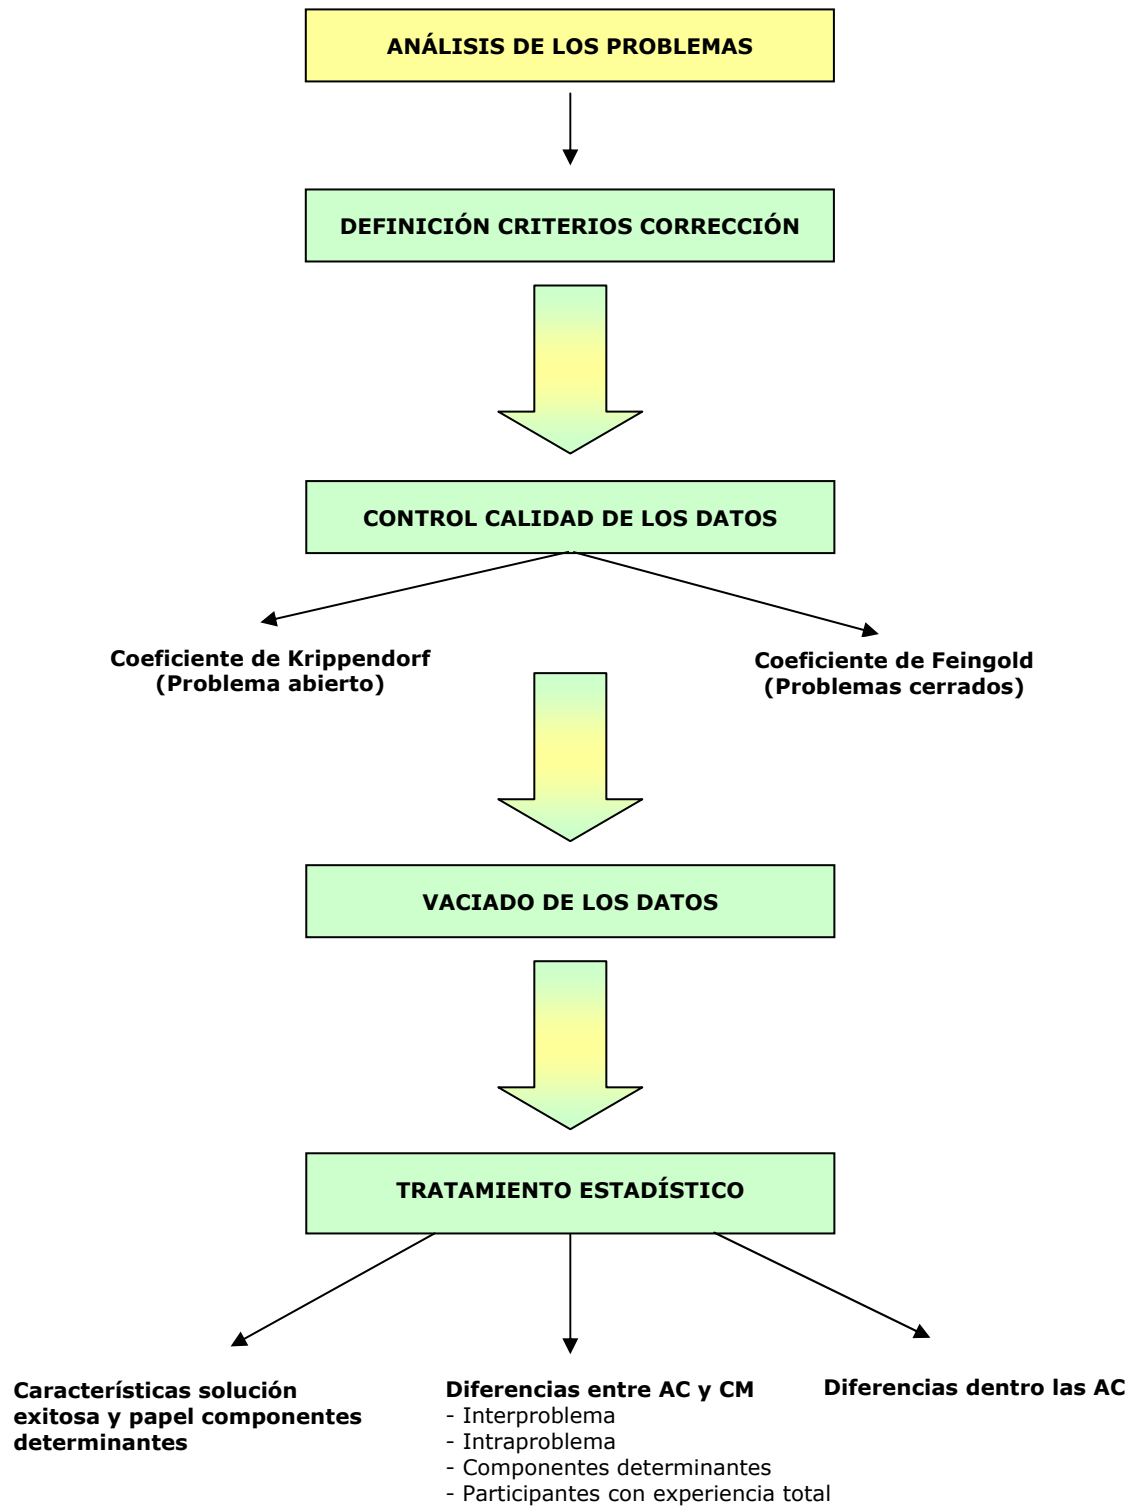 ANÁLISIS DE LOS PROBLEMAS
DEFINICIÓN CRITERIOS CORRECCIÓN
CONTROL CALIDAD DE LOS DATOS
Coeficiente de Krippendorf
(Problema abierto)
Coeficiente de Feingold
(Problemas cerrados)
VACIADO DE LOS DATOS
TRATAMIENTO ESTADÍSTICO
Características solución
exitosa y papel componentes
determinantes
Diferencias entre AC y CM
- Interproblema
- Intraproblema
- Componentes determinantes
- Participantes con experiencia total
Diferencias dentro las AC